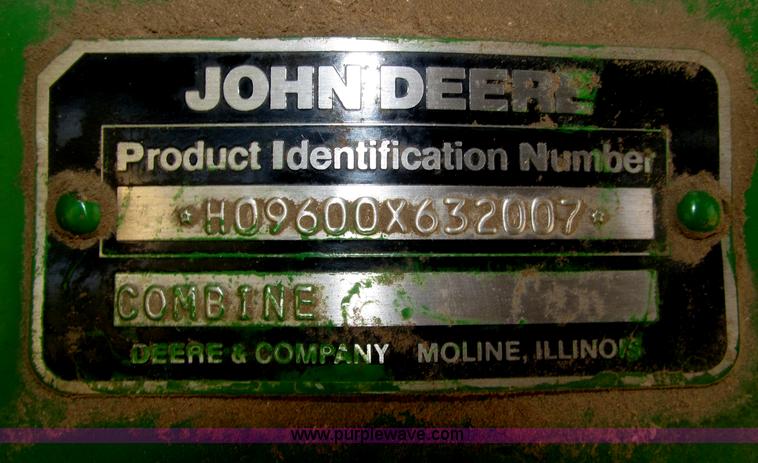 JOHN DEERE
Product Identification Number
*H09600X632007*
COMBINE
DEERE & COMPANY MOLINE, ILLINOIS
www.purplewave.com